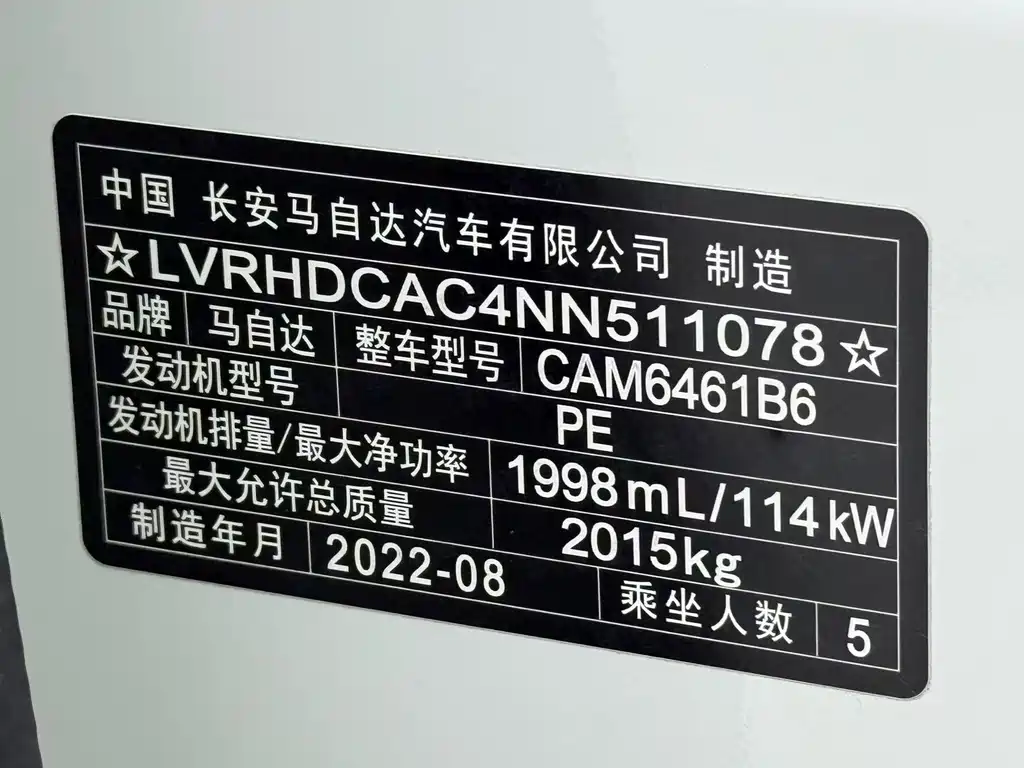 中国 长安马自达汽车有限公司 制造
☆LVRHDCAC4NN511078☆
品牌 马自达 整车型号 CAM6461B6
发动机型号 PE
发动机排量/最大净功率 1998mL/114kW
最大允许总质量 2015kg
制造年月 2022-08 乘坐人数 5